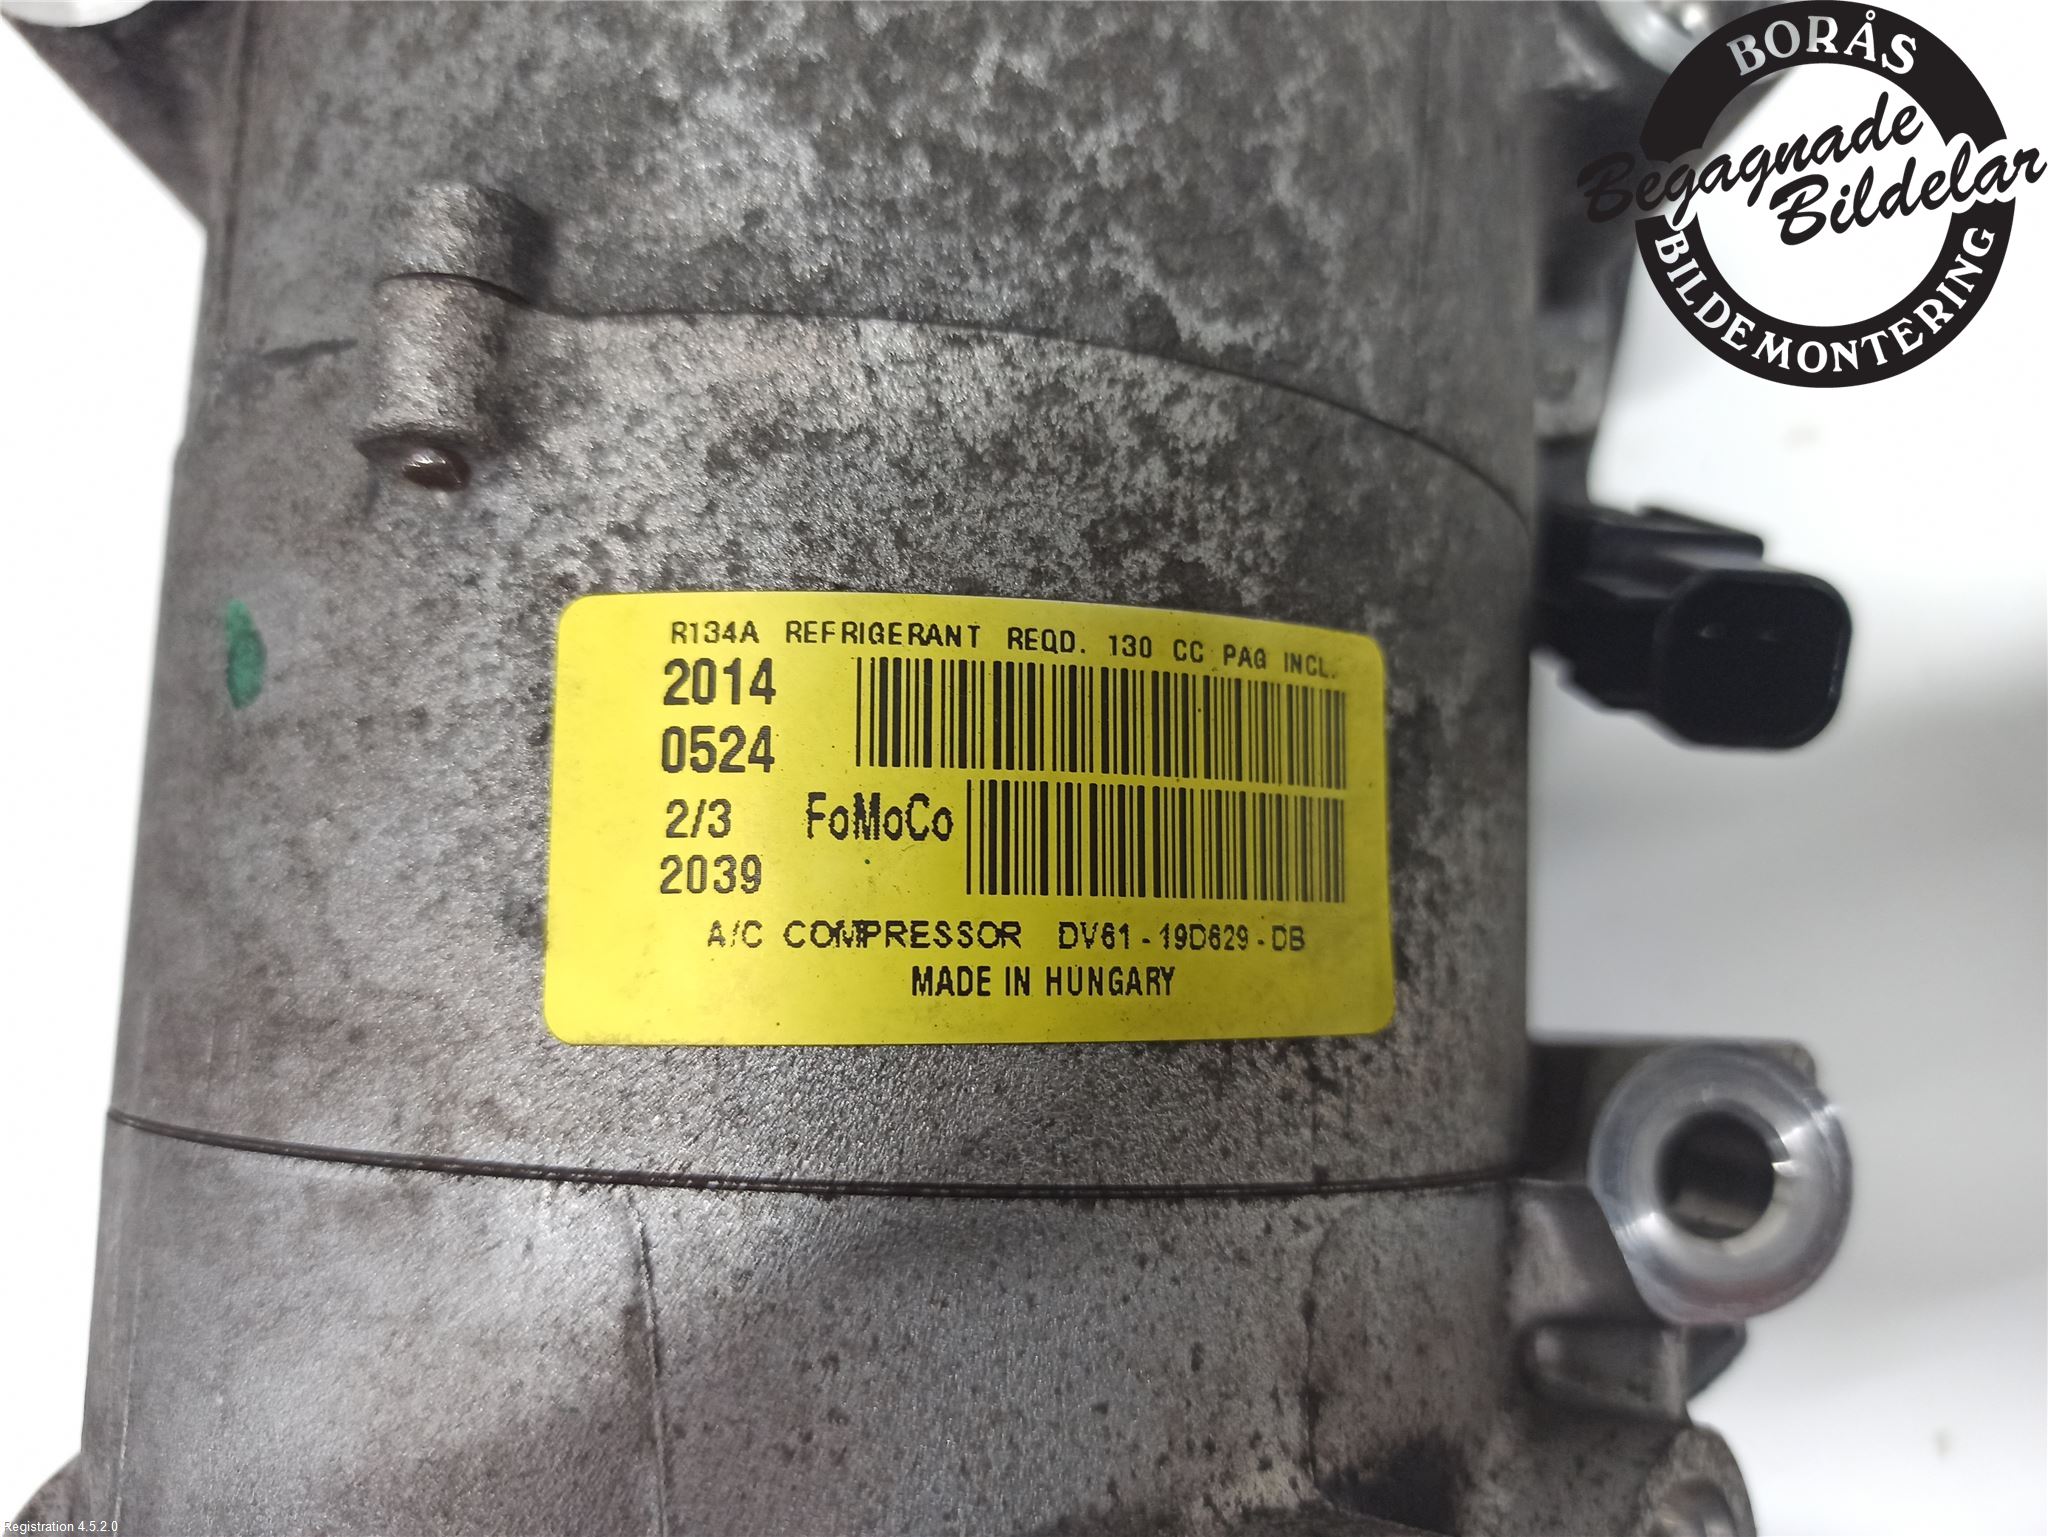 BORÅS
Begagnade
Bildelar
BILDEMONTERING
R134A REFRIGERANT REQD. 130 CC PAG INCL.
2014
0524
2/3 FoMoCo
2039
A/C COMPRESSOR DV61-19D629-DB
MADE IN HUNGARY
Registration 4.5.2.0